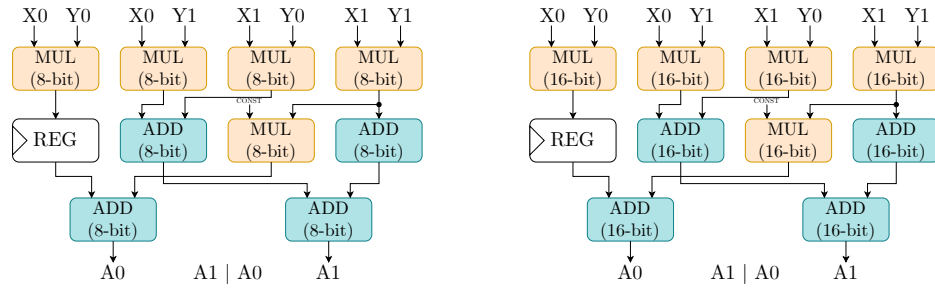 X0 Y0 X0 Y1 X1 Y0 X1 Y1
MUL (8-bit) MUL (8-bit) MUL (8-bit) MUL (8-bit)
CONST
REG ADD (8-bit) MUL (8-bit) ADD (8-bit)
ADD (8-bit) ADD (8-bit)
A0 A1 | A0 A1
X0 Y0 X0 Y1 X1 Y0 X1 Y1
MUL (16-bit) MUL (16-bit) MUL (16-bit) MUL (16-bit)
CONST
REG ADD (16-bit) MUL (16-bit) ADD (16-bit)
ADD (16-bit) ADD (16-bit)
A0 A1 | A0 A1